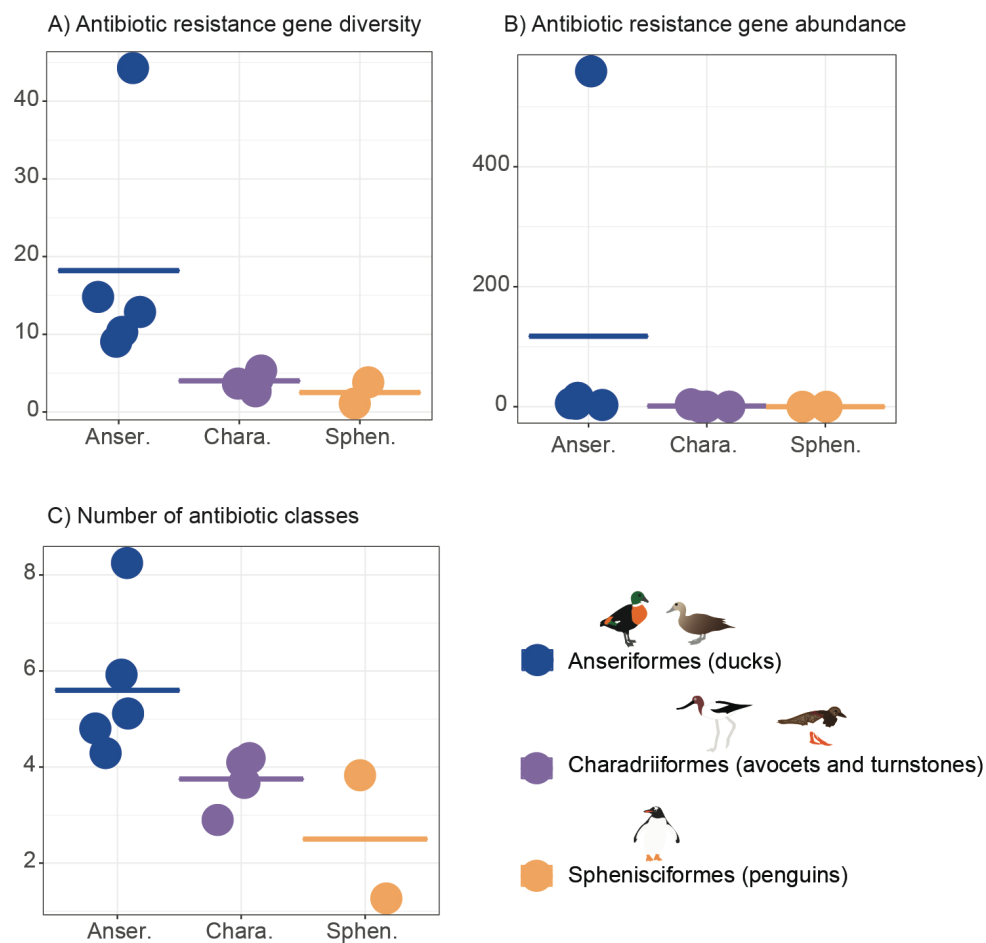 A) Antibiotic resistance gene diversity
40
30
20
10
0
Anser.
Chara.
Sphen.
B) Antibiotic resistance gene abundance
400
200
0
Anser.
Chara.
Sphen.
C) Number of antibiotic classes
8
6
4
2
Anser.
Chara.
Sphen.
Anseriformes (ducks)
Charadriiformes (avocets and turnstones)
Sphenisciformes (penguins)